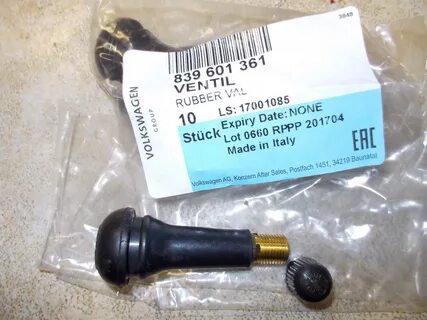 3848
839 601 361
VENTIL
RUBBER VAL
10 LS: 17001085
Stück Expiry Date: NONE
Lot 0660 RPPP 201704
Made in Italy
EAC
Volkswagen AG, Konzern After Sales, Postfach 1451, 34219 Baunatal
VOLKSWAGEN
GROUP